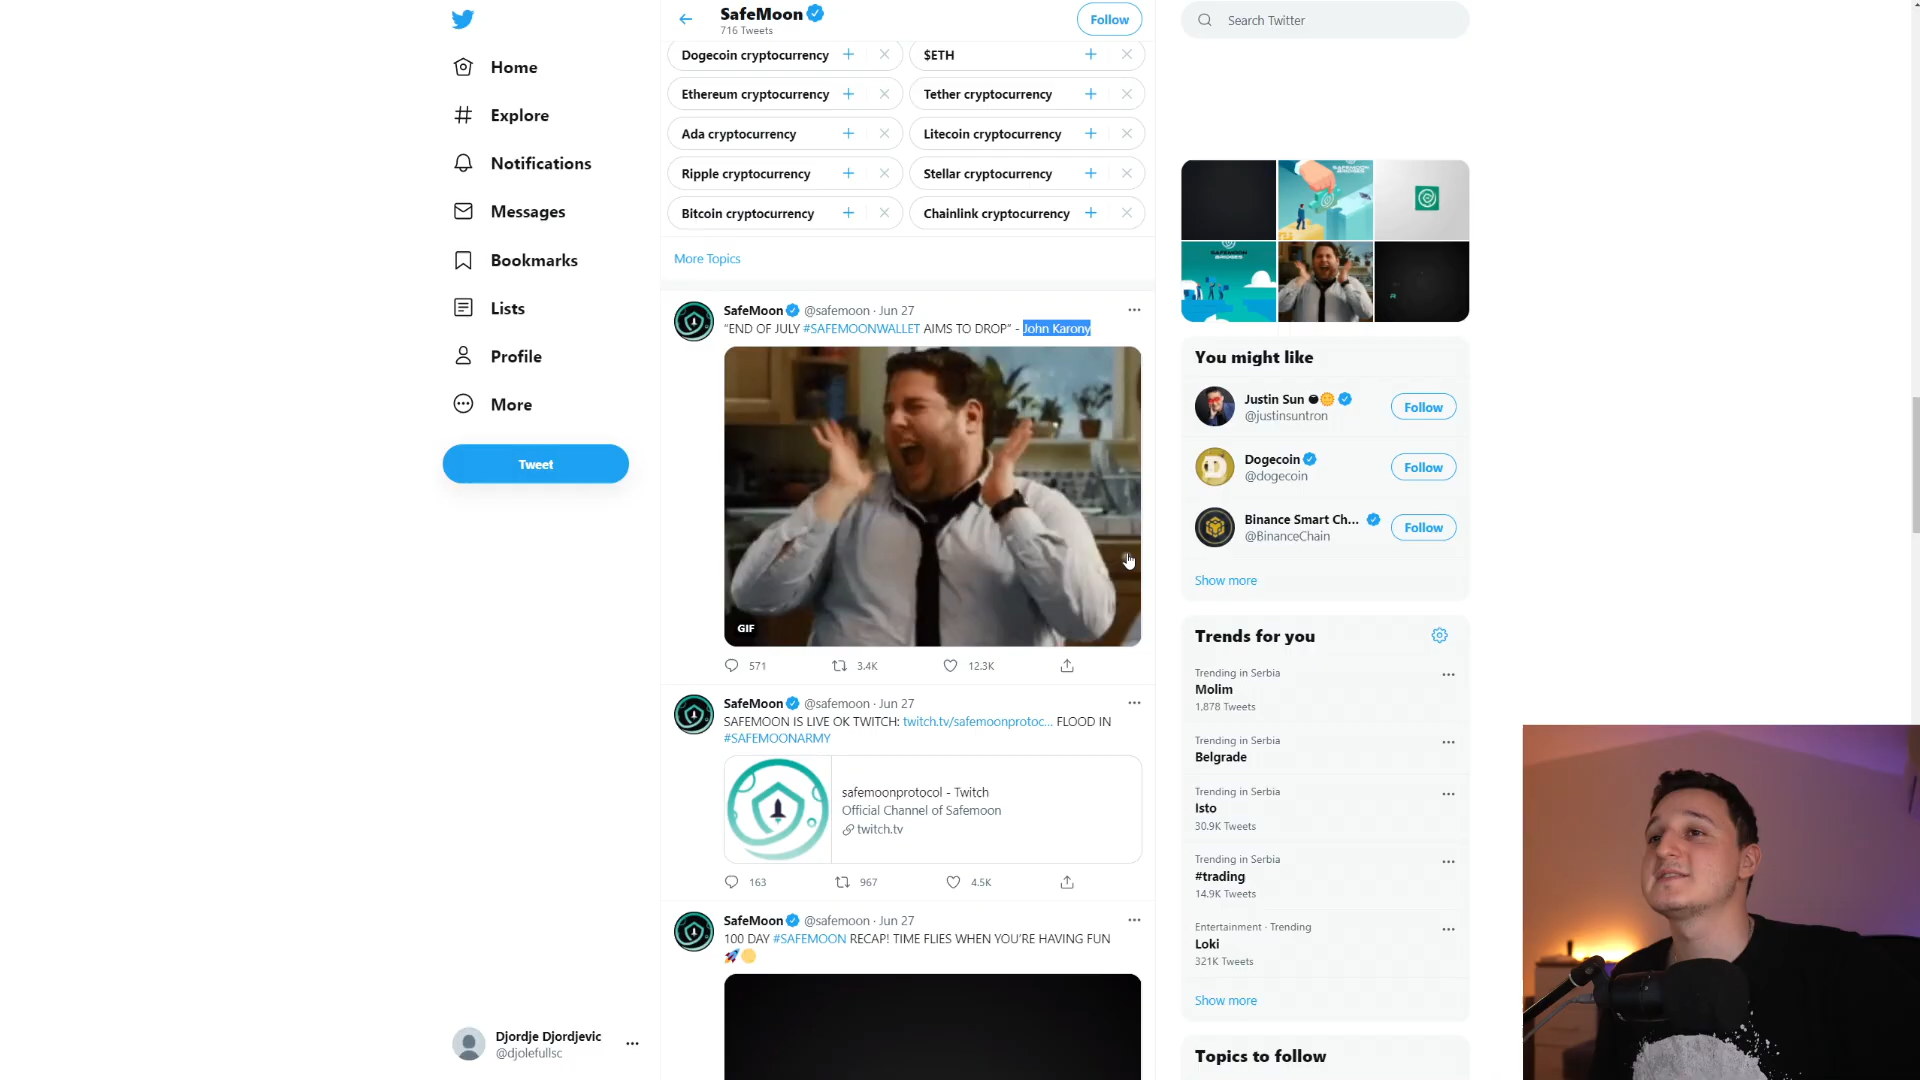 Home
Explore
Notifications
Messages
Bookmarks
Lists
Profile
More
Tweet
Djordje Djordjevic
@djolefullsc
SafeMoon
716 Tweets
Follow
Dogecoin cryptocurrency
$ETH
Ethereum cryptocurrency
Tether cryptocurrency
Ada cryptocurrency
Litecoin cryptocurrency
Ripple cryptocurrency
Stellar cryptocurrency
Bitcoin cryptocurrency
Chainlink cryptocurrency
More Topics
SafeMoon @safemoon · Jun 27
"END OF JULY #SAFEMOONWALLET AIMS TO DROP" - John Karony
GIF
571 3.4K 12.3K
SafeMoon @safemoon · Jun 27
SAFEMOON IS LIVE OK TWITCH: twitch.tv/safemoonprotoc... FLOOD IN
#SAFEMOONARMY
safemoonprotocol - Twitch
Official Channel of Safemoon
twitch.tv
163 967 4.5K
SafeMoon @safemoon · Jun 27
100 DAY #SAFEMOON RECAP! TIME FLIES WHEN YOU'RE HAVING FUN
Search Twitter
SAFEMOON
BRIDGES
SAFEMOON
BRIDGES
You might like
Justin Sun
@justinsuntron
Follow
Dogecoin
@dogecoin
Follow
Binance Smart Ch...
@BinanceChain
Follow
Show more
Trends for you
Trending in Serbia
Molim
1,878 Tweets
Trending in Serbia
Belgrade
Trending in Serbia
Isto
30.9K Tweets
Trending in Serbia
#trading
14.9K Tweets
Entertainment · Trending
Loki
321K Tweets
Show more
Topics to follow